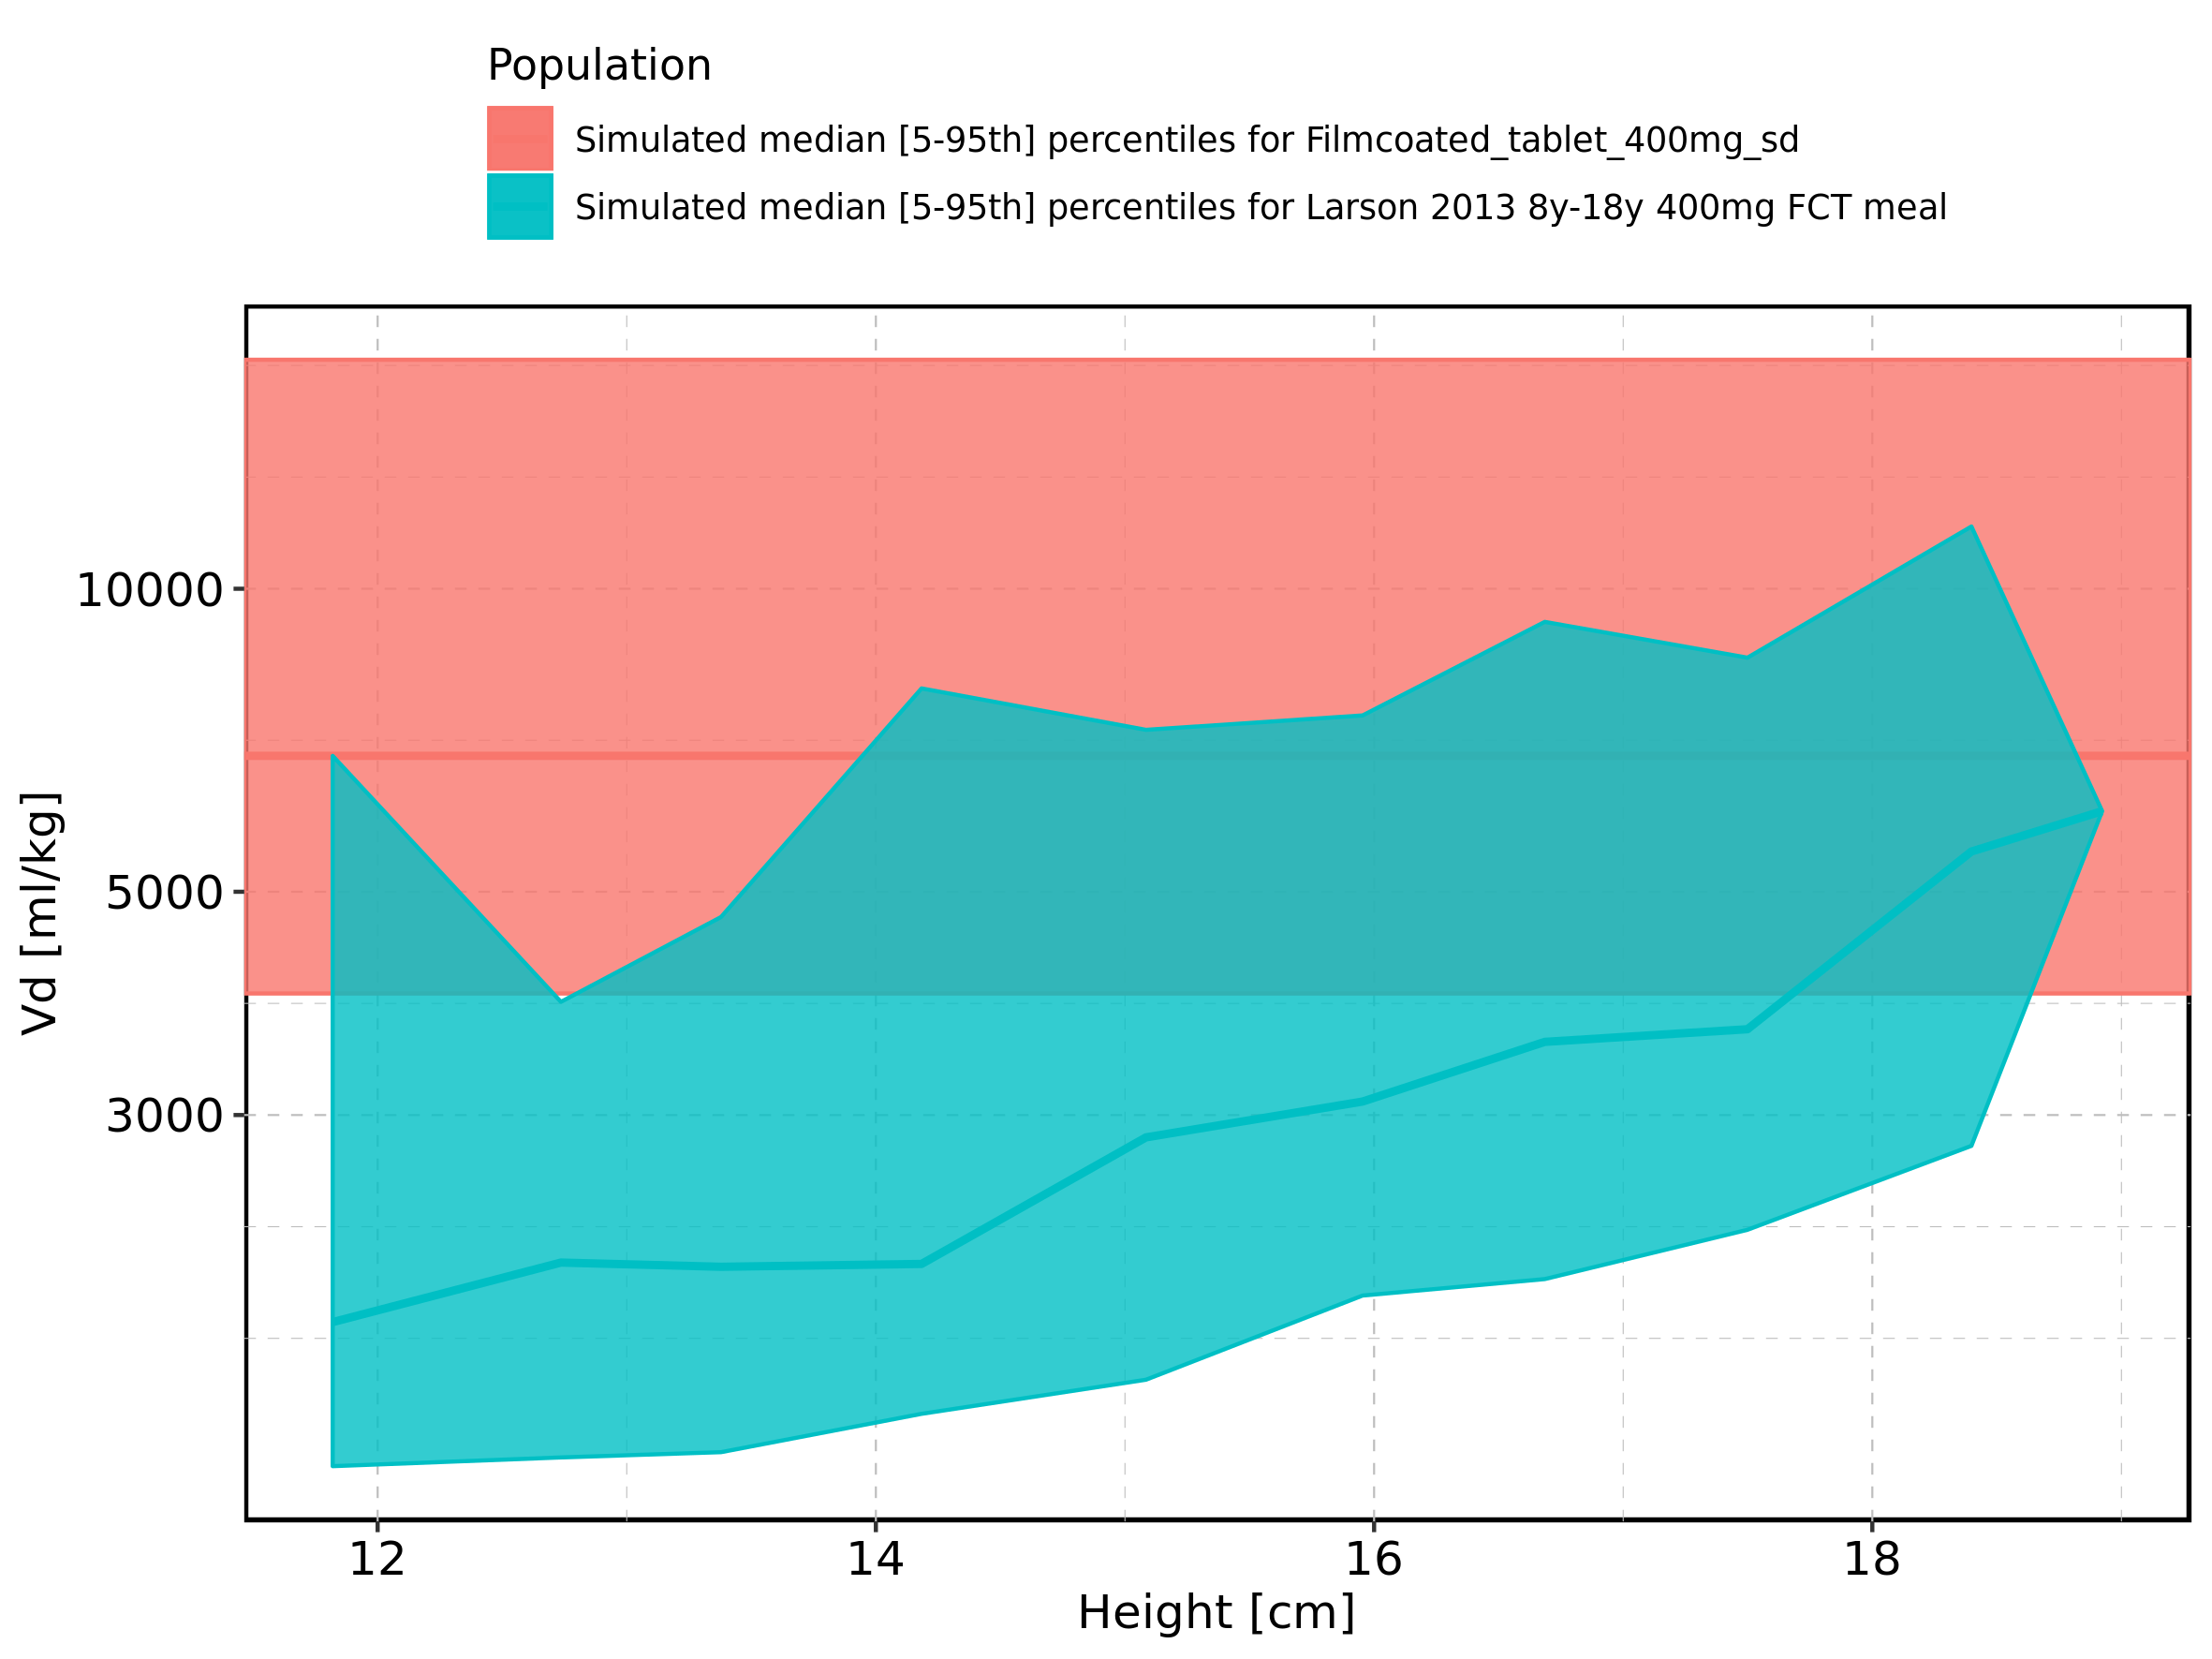 Population
Simulated median [5-95th] percentiles for Filmcoated_tablet_400mg_sd
Simulated median [5-95th] percentiles for Larson 2013 8y-18y 400mg FCT meal
10000
5000
3000
Vd [ml/kg]
12 14 16 18
Height [cm]